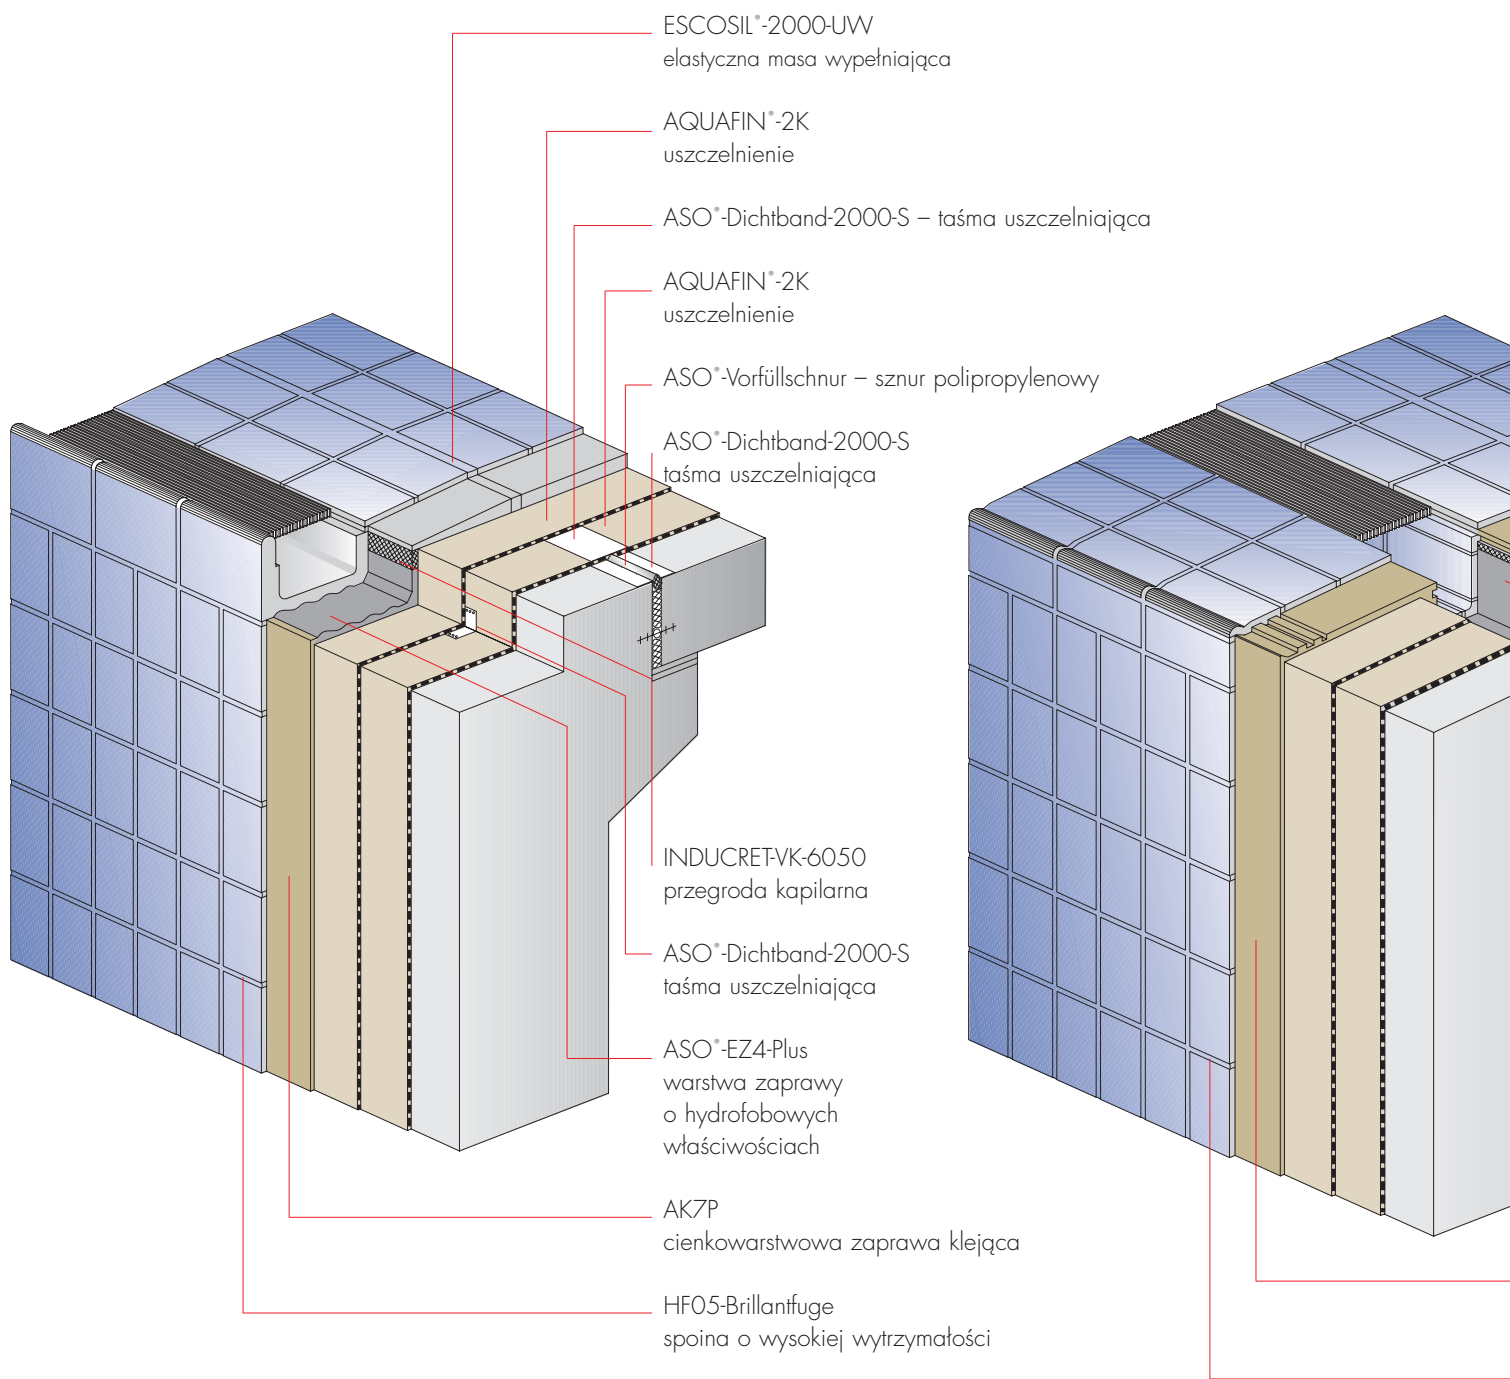 ESCOSIL®-2000-UW
elastyczna masa wypełniająca
AQUAFIN®-2K
uszczelnienie
ASO®-Dichtband-2000-S – taśma uszczelniająca
AQUAFIN®-2K
uszczelnienie
ASO®-Vorfüllschnur – sznur polipropylenowy
ASO®-Dichtband-2000-S
taśma uszczelniająca
INDUCRET-VK-6050
przegroda kapilarna
ASO®-Dichtband-2000-S
taśma uszczelniająca
ASO®-EZ4-Plus
warstwa zaprawy
o hydrofobowych
właściwościach
AK7P
cienkowarstwowa zaprawa klejąca
HF05-Brillantfuge
spoina o wysokiej wytrzymałości